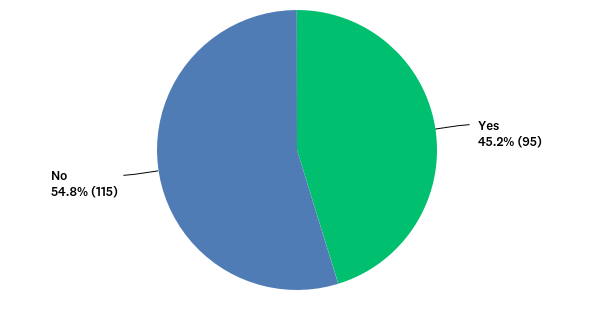 Yes
45.2% (95)
No
54.8% (115)